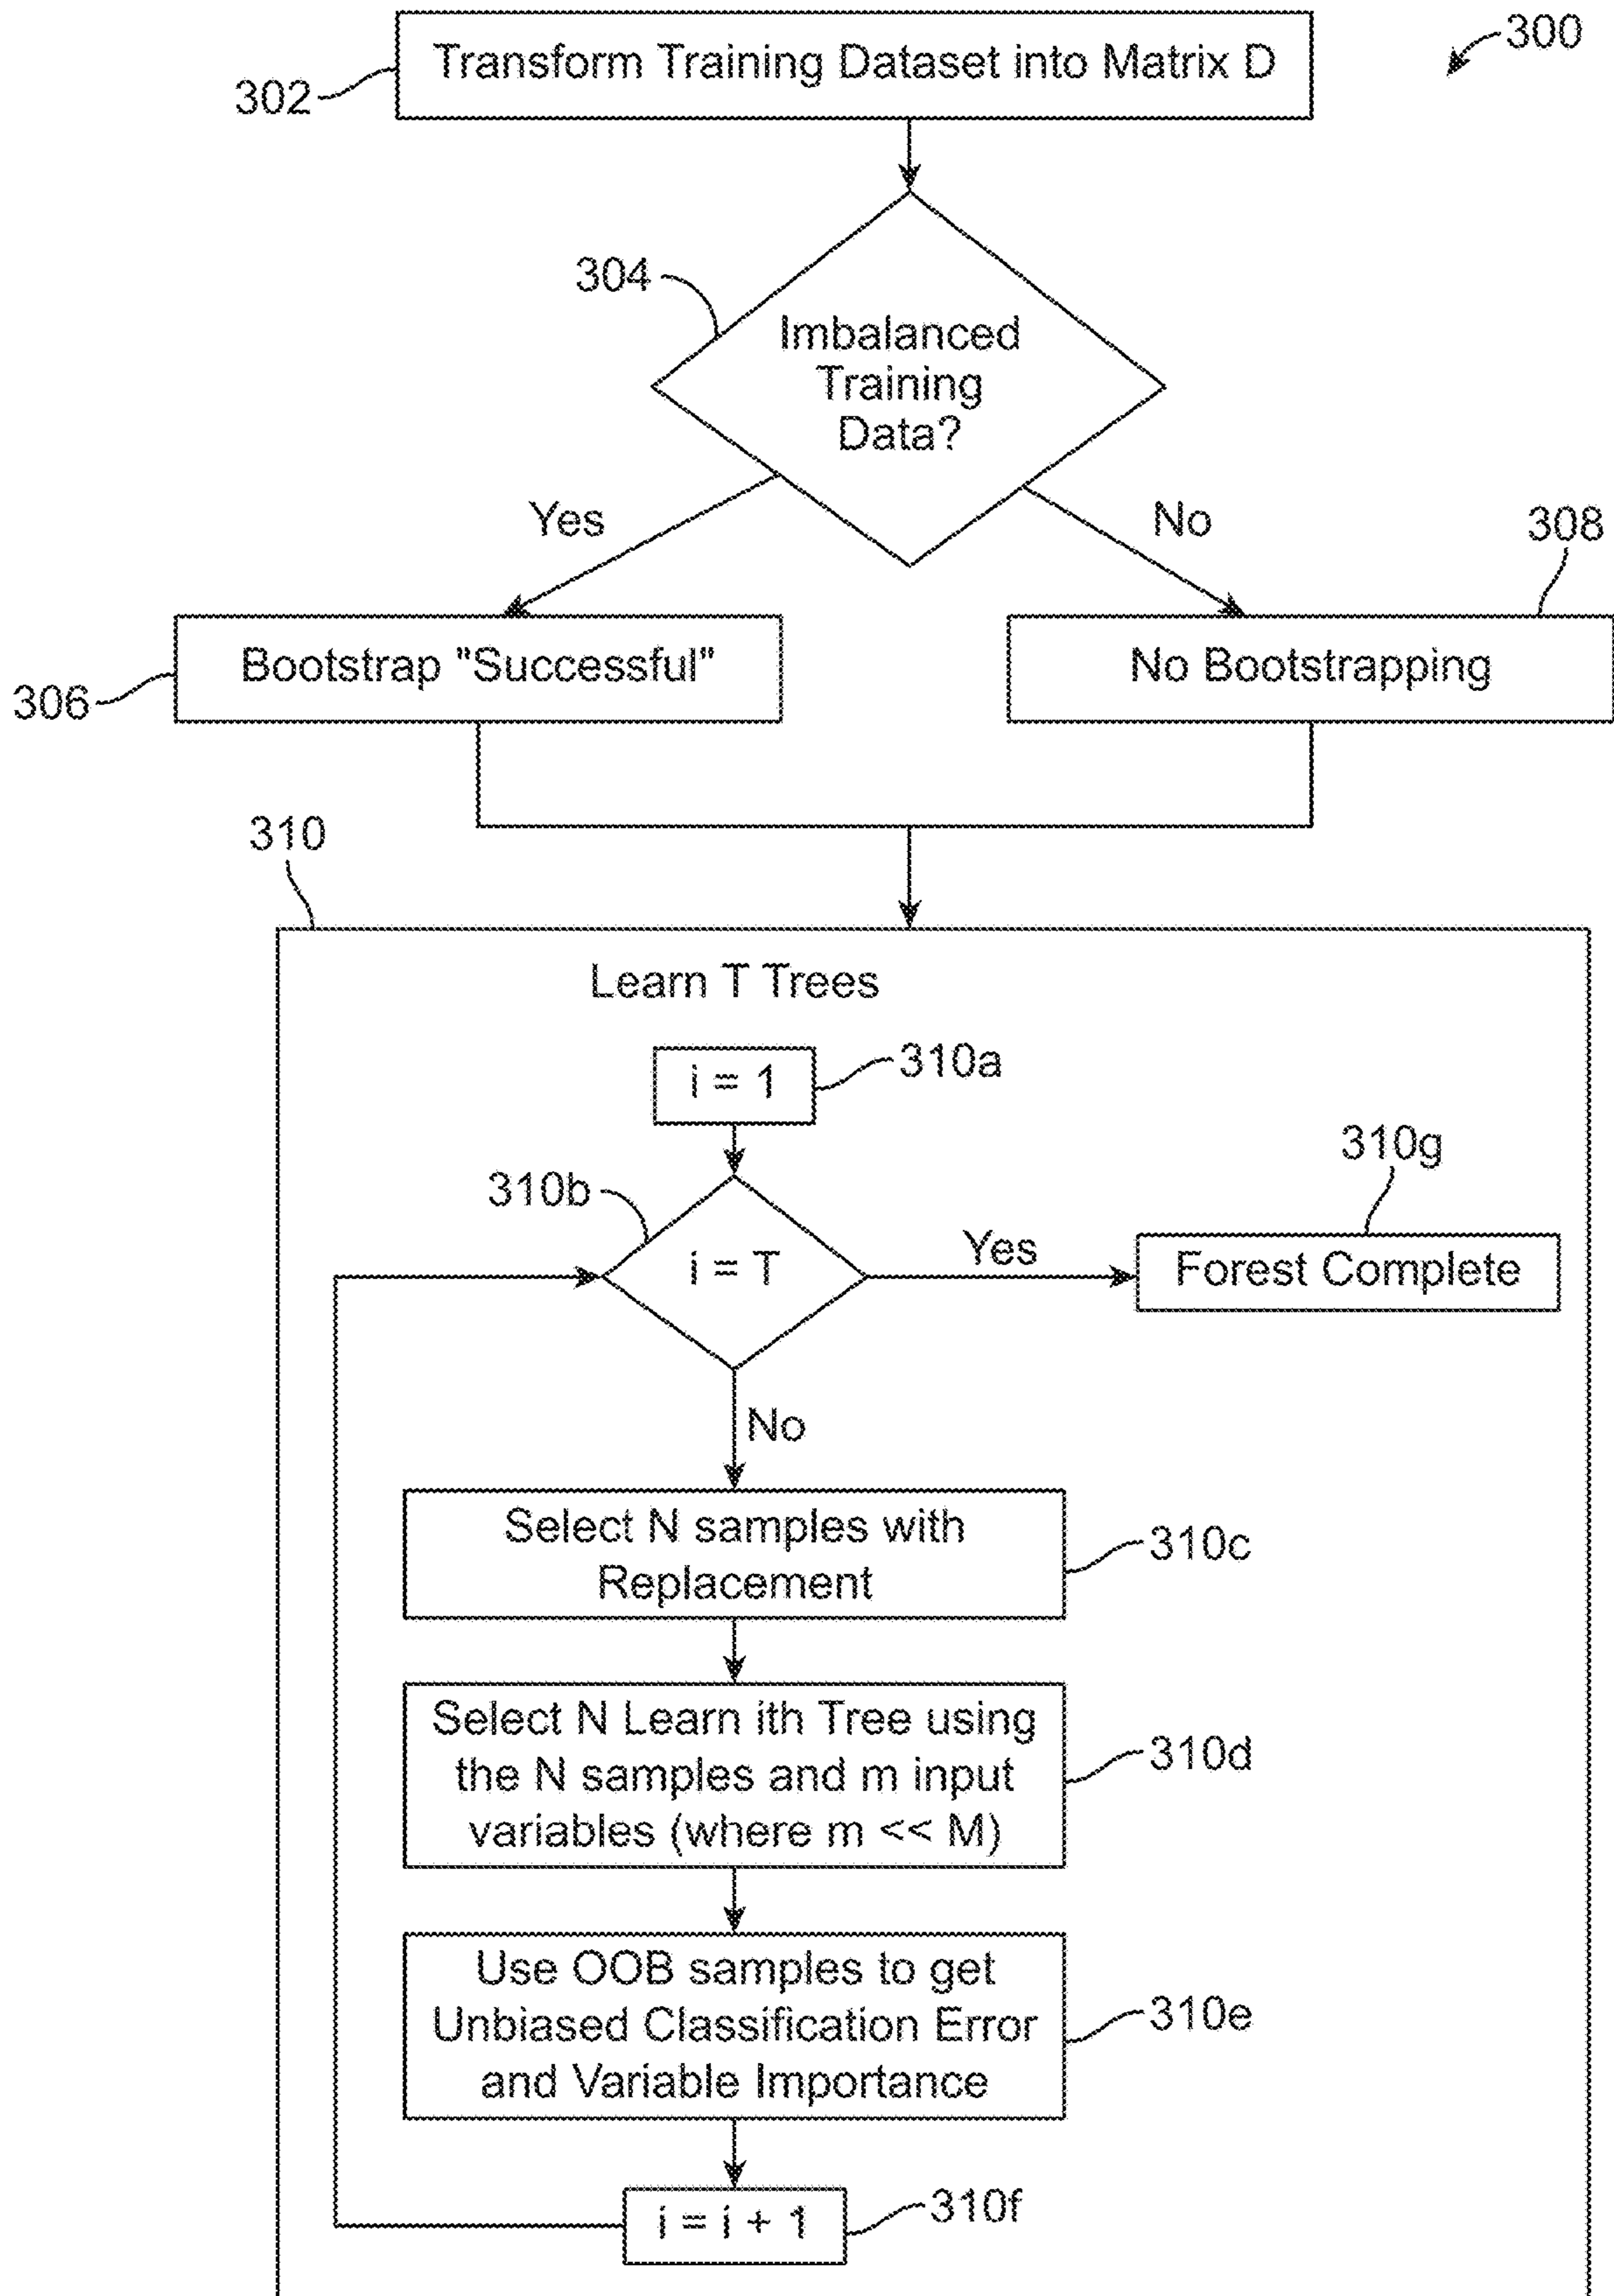 300
Transform Training Dataset into Matrix D
302
304
Imbalanced
Training
Data?
Yes
No
308
Bootstrap "Successful"
No Bootstrapping
306
310
Learn T Trees
i = 1
310a
310g
310b
i = T
Yes
Forest Complete
No
Select N samples with
Replacement
310c
Select N Learn ith Tree using
the N samples and m input
variables (where m << M)
310d
Use OOB samples to get
Unbiased Classification Error
and Variable Importance
310e
i = i + 1
310f